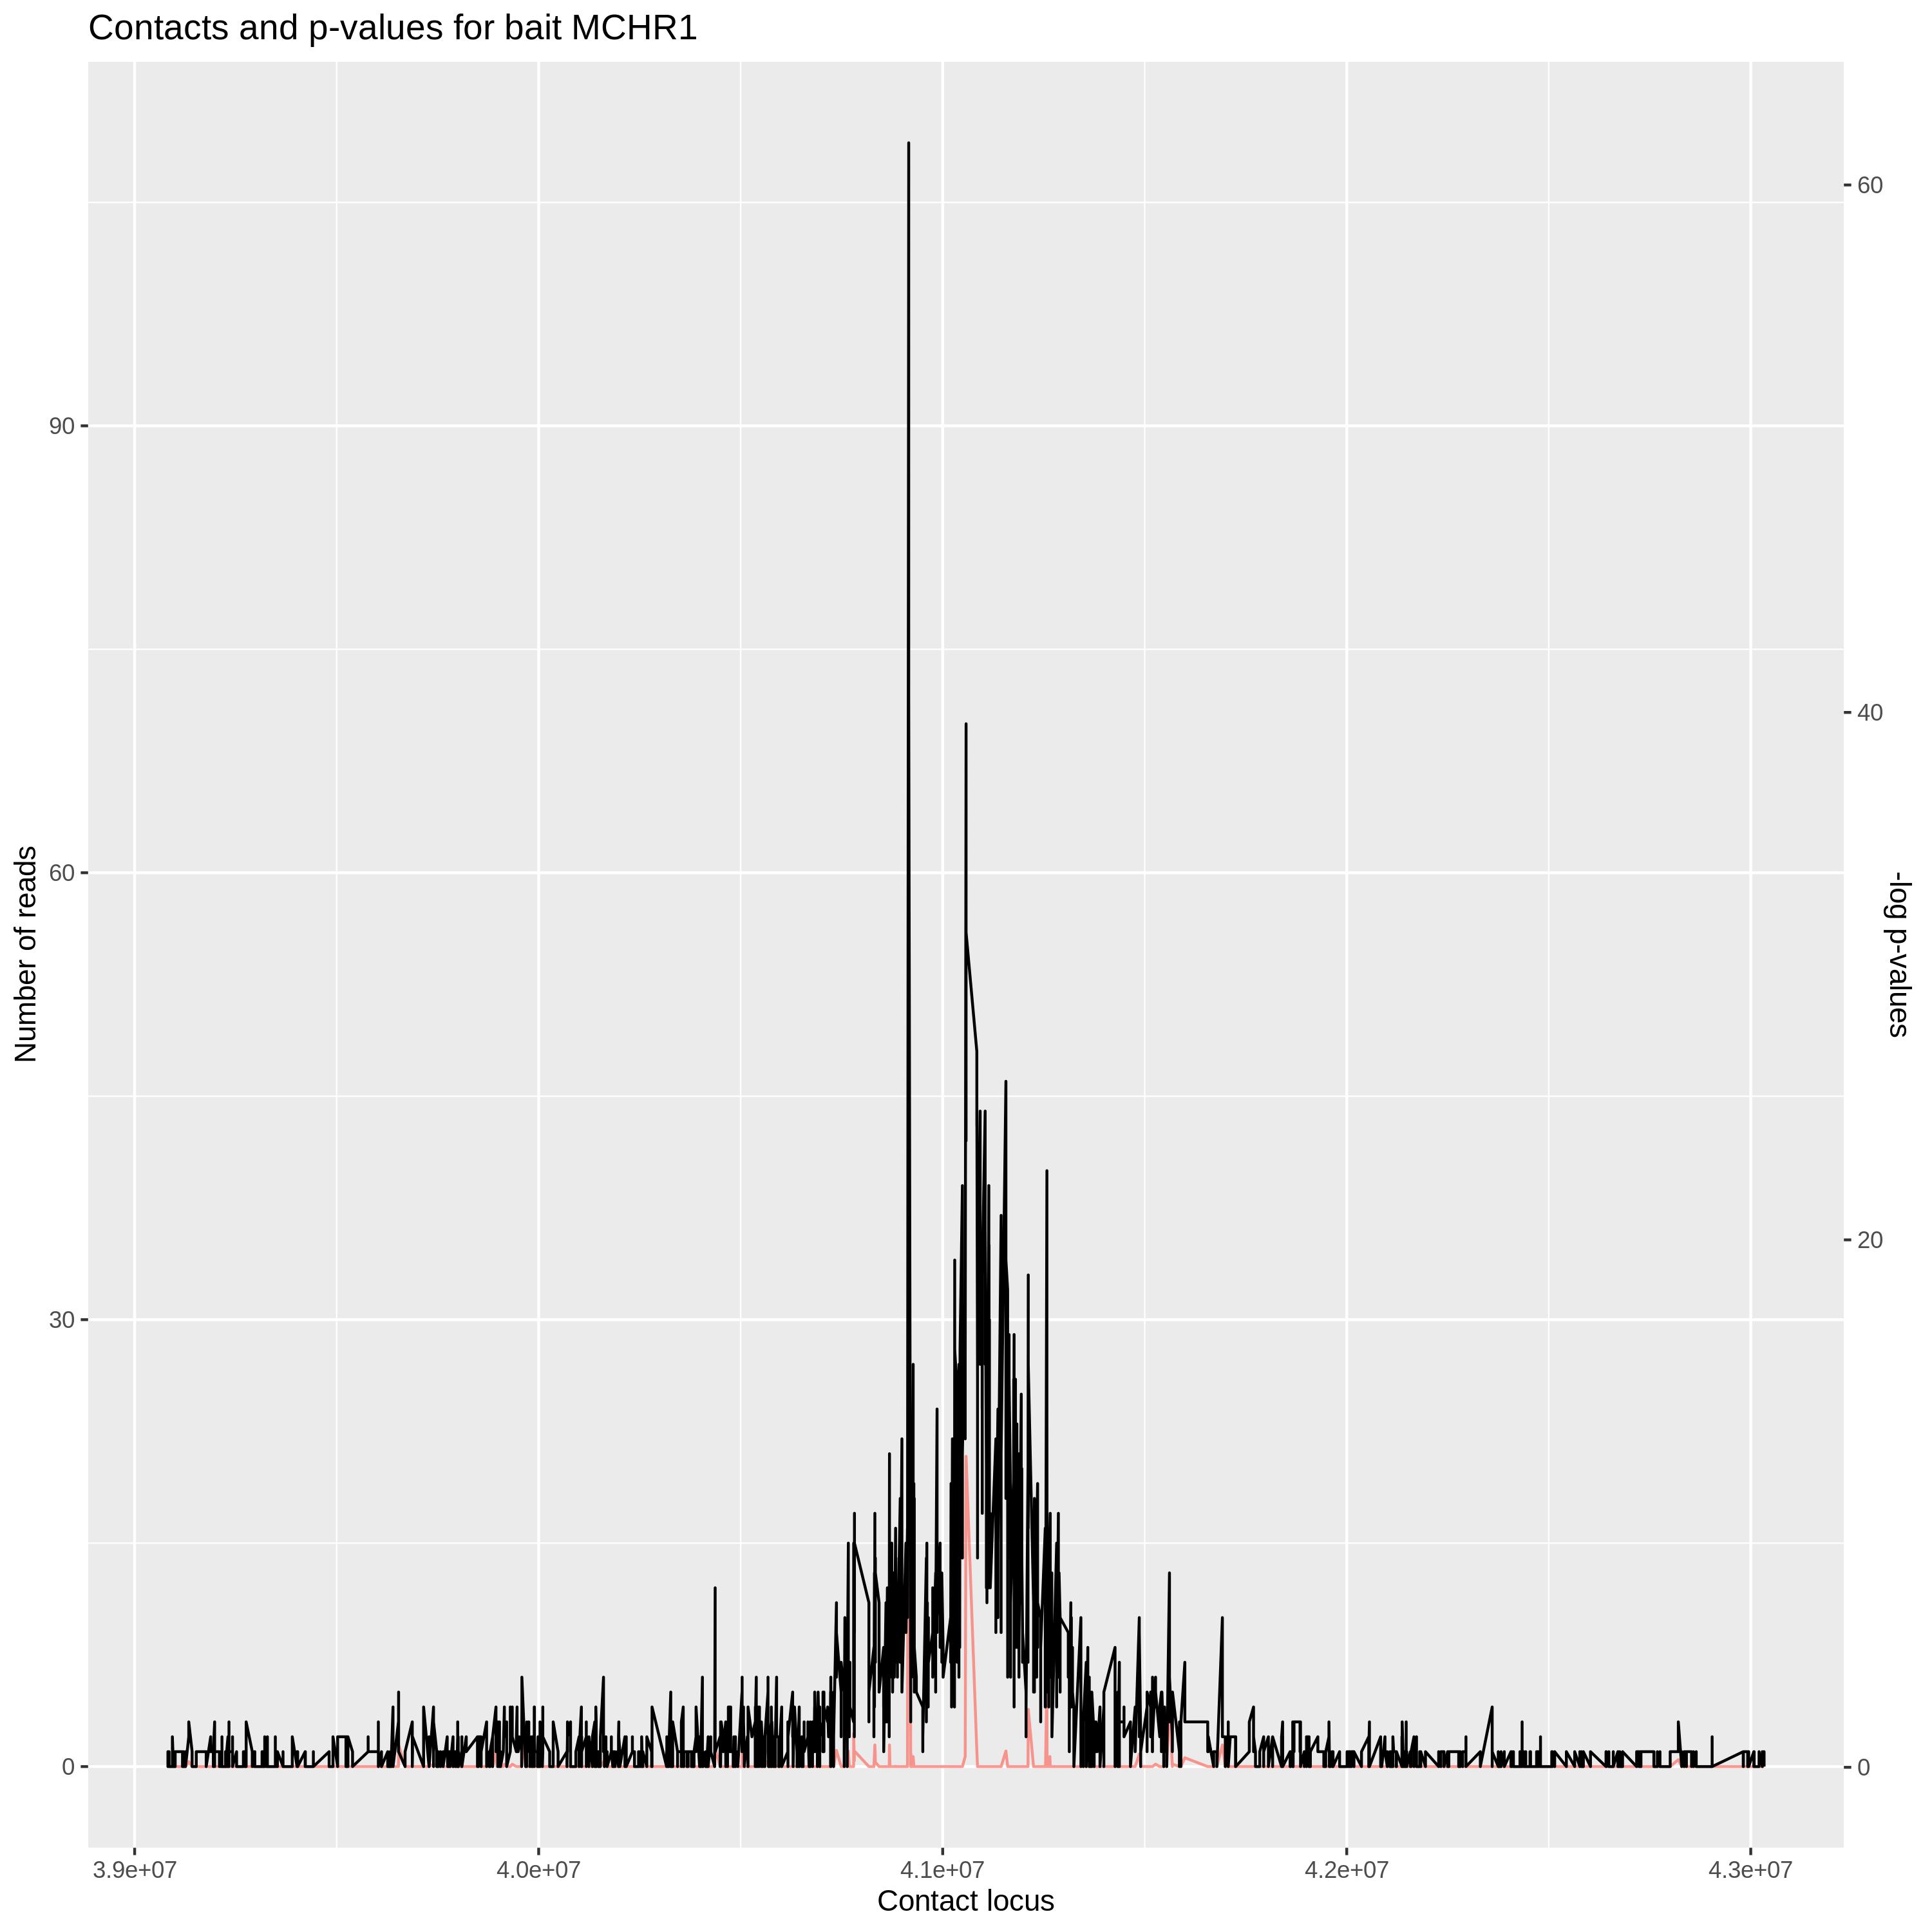 Contacts and p-values for bait MCHR1
Number of reads
90
60
30
0
60
40
20
0
-log p-values
3.9e+07
4.0e+07
4.1e+07
4.2e+07
4.3e+07
Contact locus